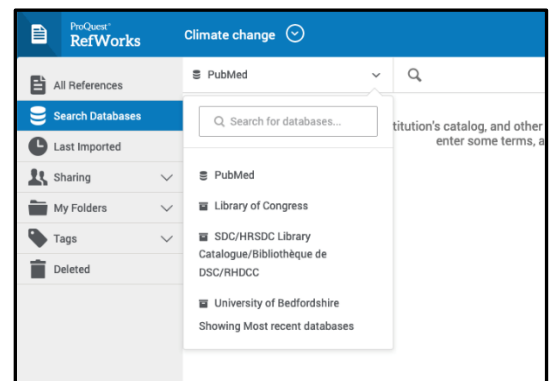 ProQuest®
RefWorks
Climate change
All References
Search Databases
Last Imported
Sharing
My Folders
Tags
Deleted
PubMed
Search for databases...
PubMed
Library of Congress
SDC/HRSDC Library
Catalogue/Bibliothèque de
DSC/RHDCC
University of Bedfordshire
Showing Most recent databases
titution's catalog, and other
enter some terms, a